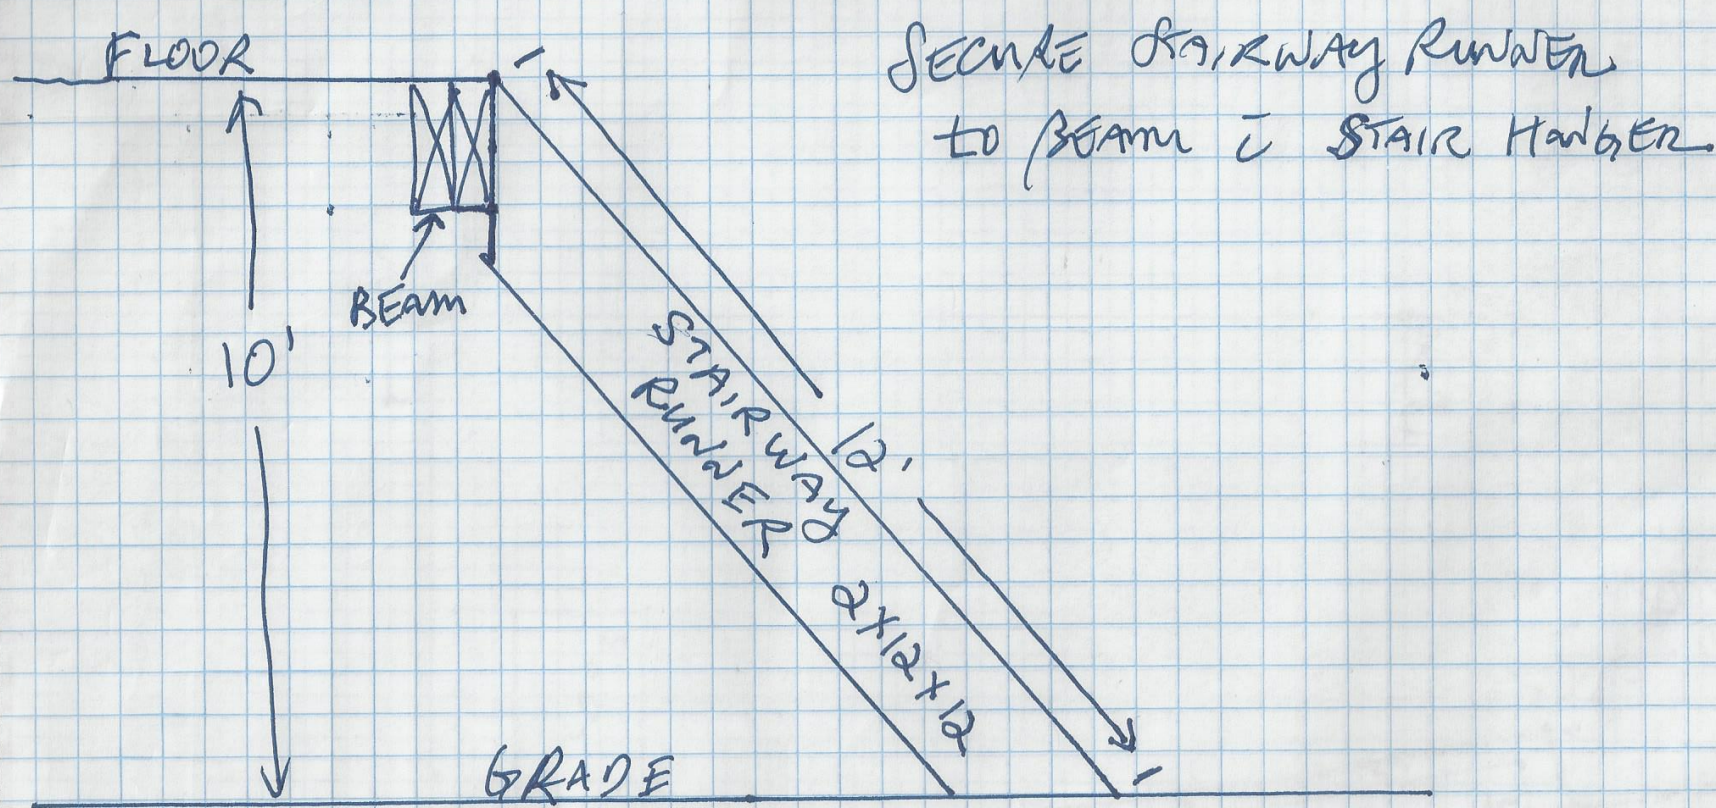 FLOOR
SECURE STAIRWAY RUNNER
to BEAM c̄ STAIR HANGER
BEAM
10'
STAIRWAY
RUNNER
12'
2X12X12
GRADE